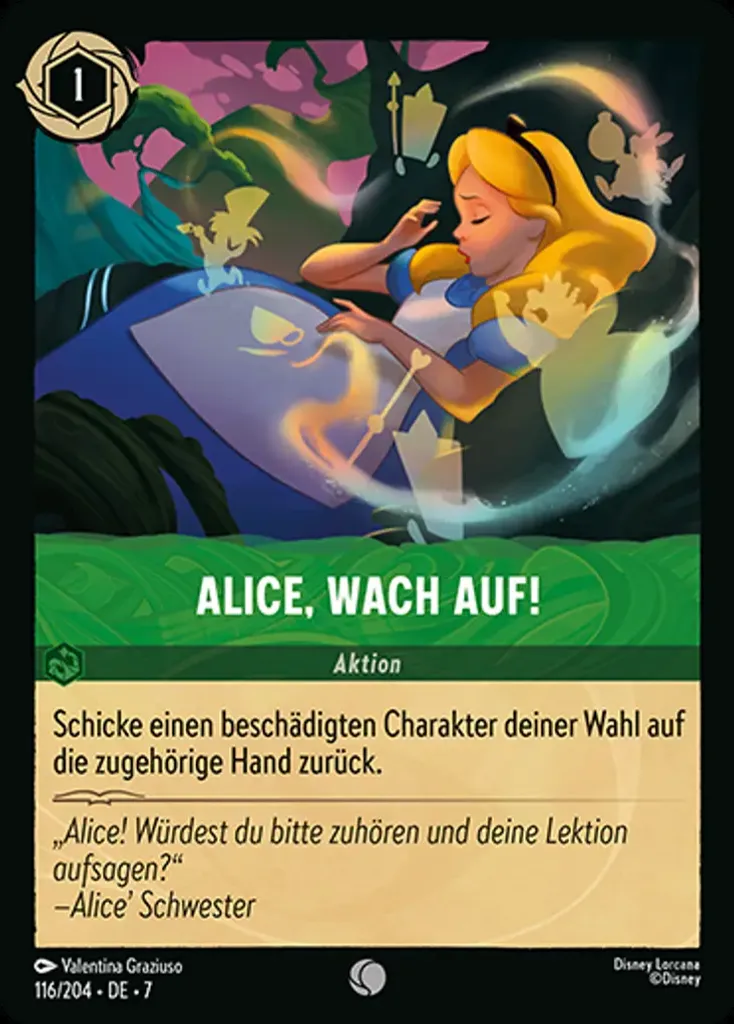 1
ALICE, WACH AUF!
Aktion
Schicke einen beschädigten Charakter deiner Wahl auf
die zugehörige Hand zurück.
„Alice! Würdest du bitte zuhören und deine Lektion
aufsagen?“
–Alice’ Schwester
Valentina Graziuso
Disney Lorcana
116/204 • DE • 7
©Disney